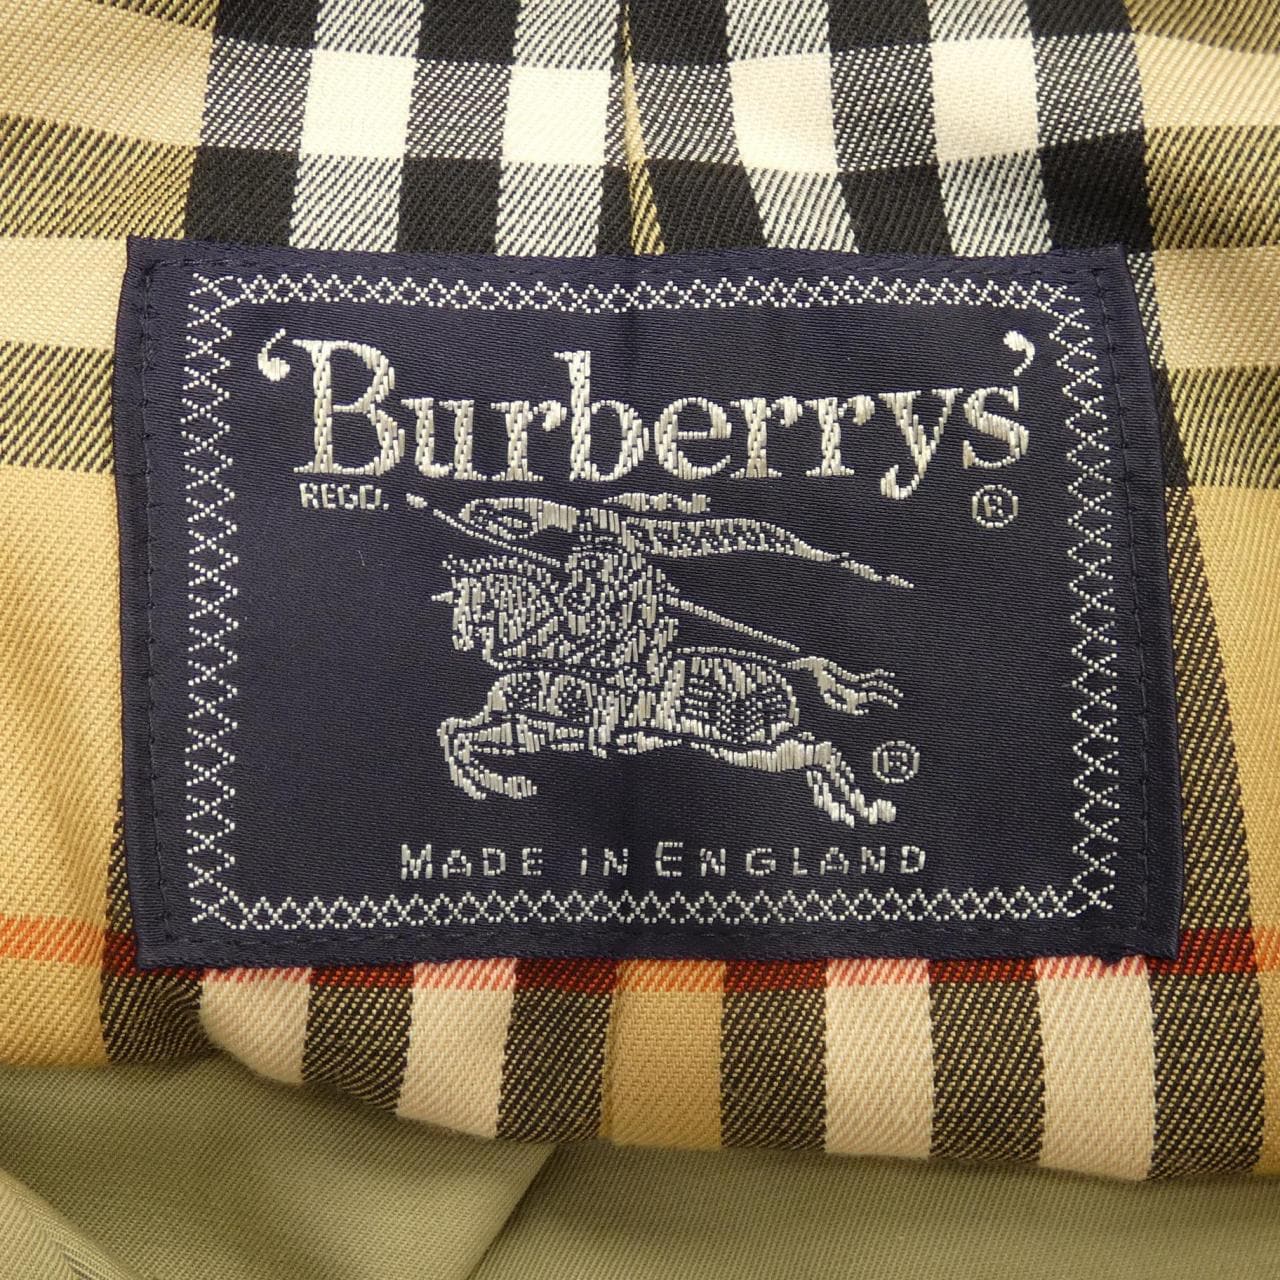 ‘Burberrys’
REGD. ®
®
MADE IN ENGLAND